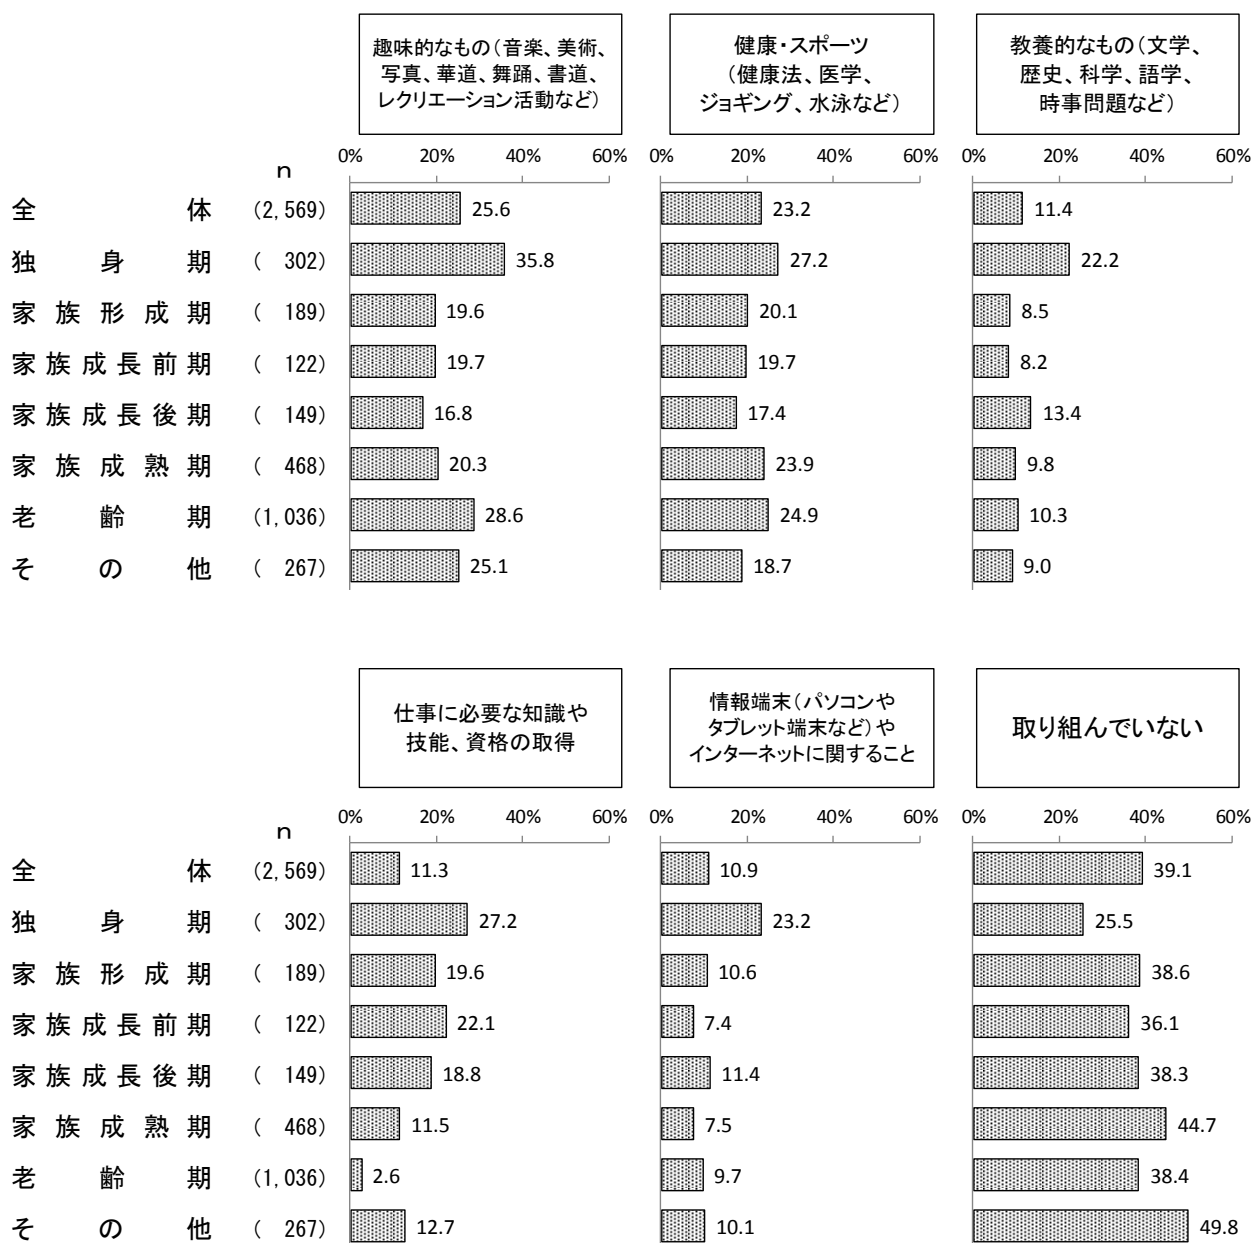 趣味的なもの（音楽、美術、
写真、華道、舞踊、書道、
レクリエーション活動など）
健康・スポーツ
（健康法、医学、
ジョギング、水泳など）
教養的なもの（文学、
歴史、科学、語学、
時事問題など）
0% 20% 40% 60% 0% 20% 40% 60% 0% 20% 40% 60%
n
全体 (2,569) 25.6 23.2 11.4
独身期 ( 302) 35.8 27.2 22.2
家族形成期 ( 189) 19.6 20.1 8.5
家族成長前期 ( 122) 19.7 19.7 8.2
家族成長後期 ( 149) 16.8 17.4 13.4
家族成熟期 ( 468) 20.3 23.9 9.8
老齢期 (1,036) 28.6 24.9 10.3
その他 ( 267) 25.1 18.7 9.0
仕事に必要な知識や
技能、資格の取得
情報端末（パソコンや
タブレット端末など）や
インターネットに関すること
取り組んでいない
0% 20% 40% 60% 0% 20% 40% 60% 0% 20% 40% 60%
n
全体 (2,569) 11.3 10.9 39.1
独身期 ( 302) 27.2 23.2 25.5
家族形成期 ( 189) 19.6 10.6 38.6
家族成長前期 ( 122) 22.1 7.4 36.1
家族成長後期 ( 149) 18.8 11.4 38.3
家族成熟期 ( 468) 11.5 7.5 44.7
老齢期 (1,036) 2.6 9.7 38.4
その他 ( 267) 12.7 10.1 49.8